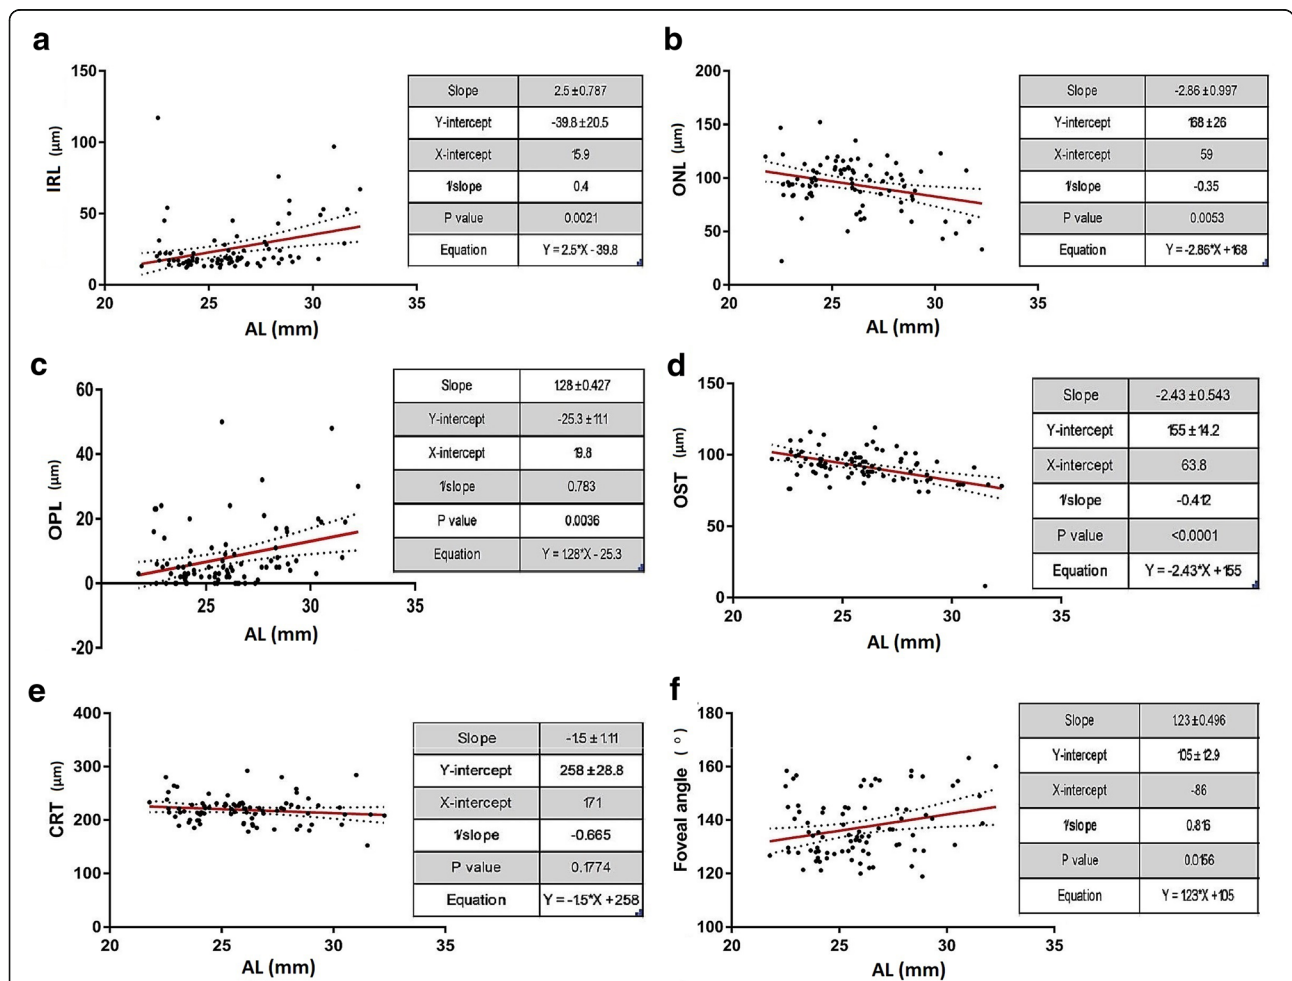 a
IRL (µm)
150
100
50
0
20 25 30 35
AL (mm)
Slope 2.5±0.787
Y-intercept -39.8±20.5
X-intercept 15.9
1/slope 0.4
P value 0.0021
Equation Y = 2.5*X - 39.8
b
ONL (µm)
200
150
100
50
0
20 25 30 35
AL (mm)
Slope -2.86±0.997
Y-intercept 168±26
X-intercept 59
1/slope -0.35
P value 0.0053
Equation Y = -2.86*X +168
c
OPL (µm)
60
40
20
0
-20
25 30 35
AL (mm)
Slope 1.28±0.427
Y-intercept -25.3±11.1
X-intercept 19.8
1/slope 0.783
P value 0.0036
Equation Y = 1.28*X - 25.3
d
OST (µm)
150
100
50
0
20 25 30 35
AL (mm)
Slope -2.43±0.543
Y-intercept 155±14.2
X-intercept 63.8
1/slope -0.412
P value <0.0001
Equation Y = -2.43*X +155
e
CRT (µm)
400
300
200
100
0
20 25 30 35
AL (mm)
Slope -1.5±1.11
Y-intercept 258±28.8
X-intercept 171
1/slope -0.665
P value 0.1774
Equation Y = -1.5*X +258
f
Foveal angle (°)
180
160
140
120
100
20 25 30 35
AL (mm)
Slope 1.23±0.496
Y-intercept 105±12.9
X-intercept -86
1/slope 0.815
P value 0.0156
Equation Y = 1.23*X +105